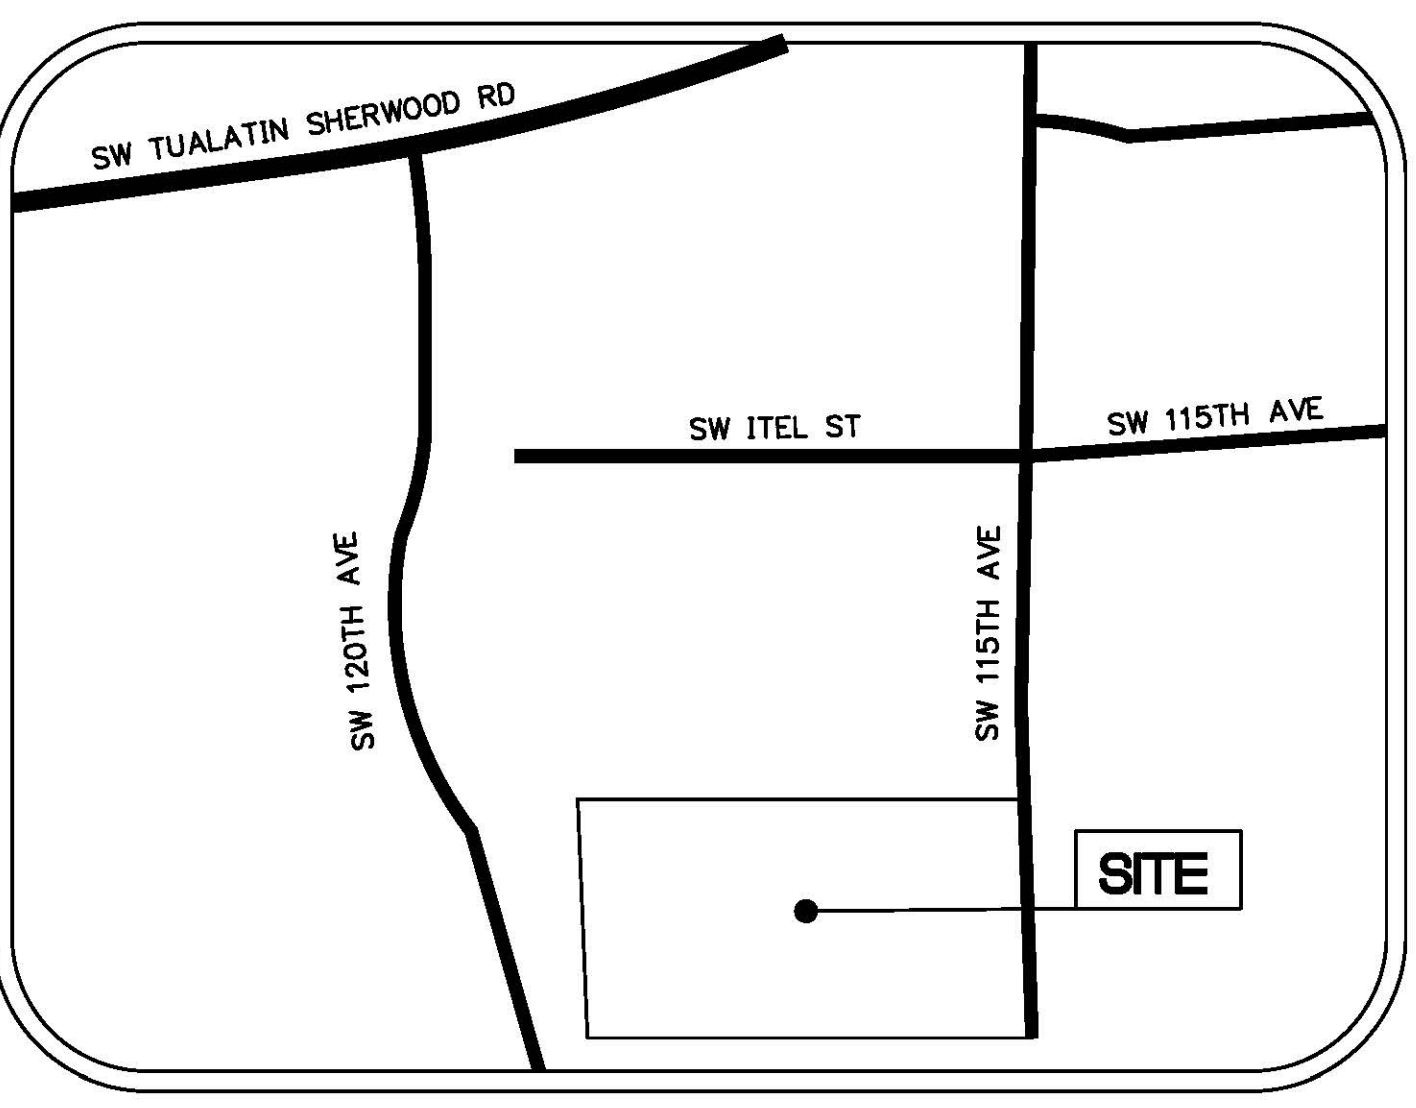 SW TUALATIN SHERWOOD RD
SW ITEL ST
SW 115TH AVE
SW 120TH AVE
SW 115TH AVE
SITE